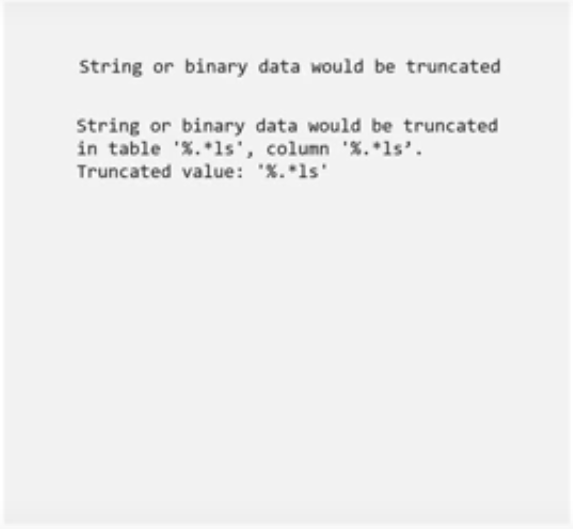 String or binary data would be truncated
String or binary data would be truncated
in table '%.*ls', column '%.*ls’.
Truncated value: '%.*ls'